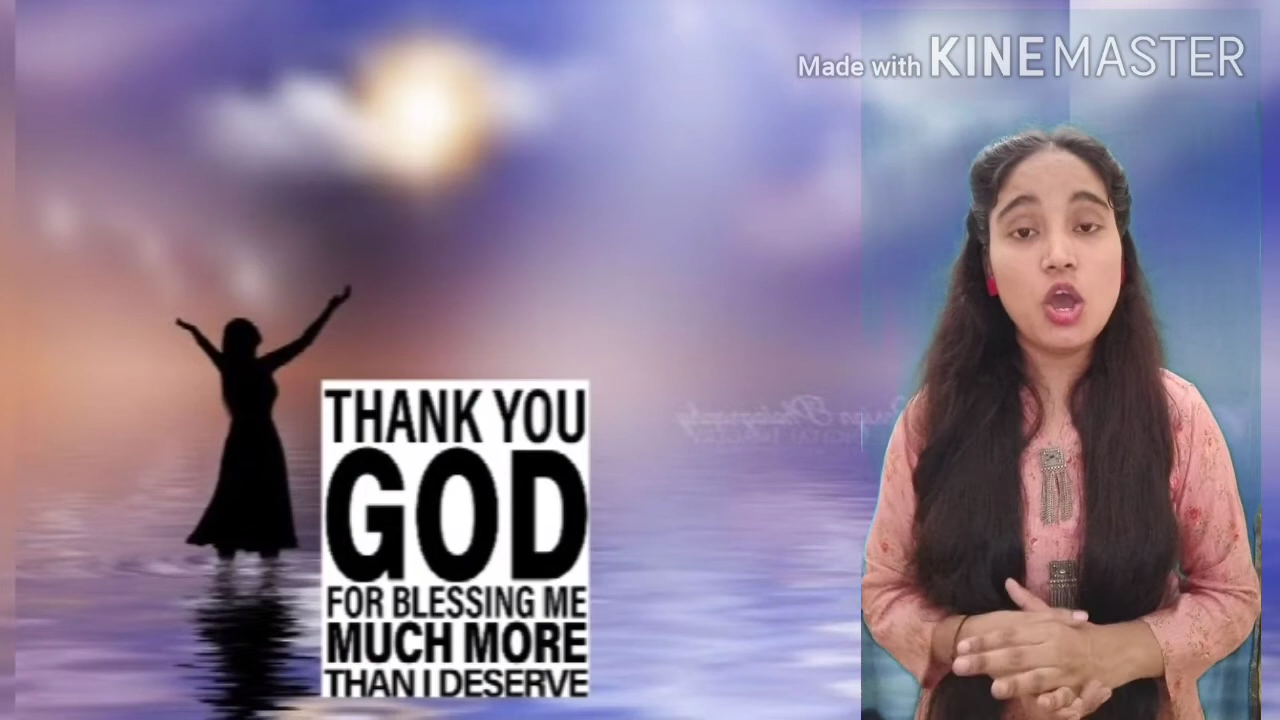 Made with KINEMASTER
THANK YOU
GOD
FOR BLESSING ME
MUCH MORE
THAN I DESERVE